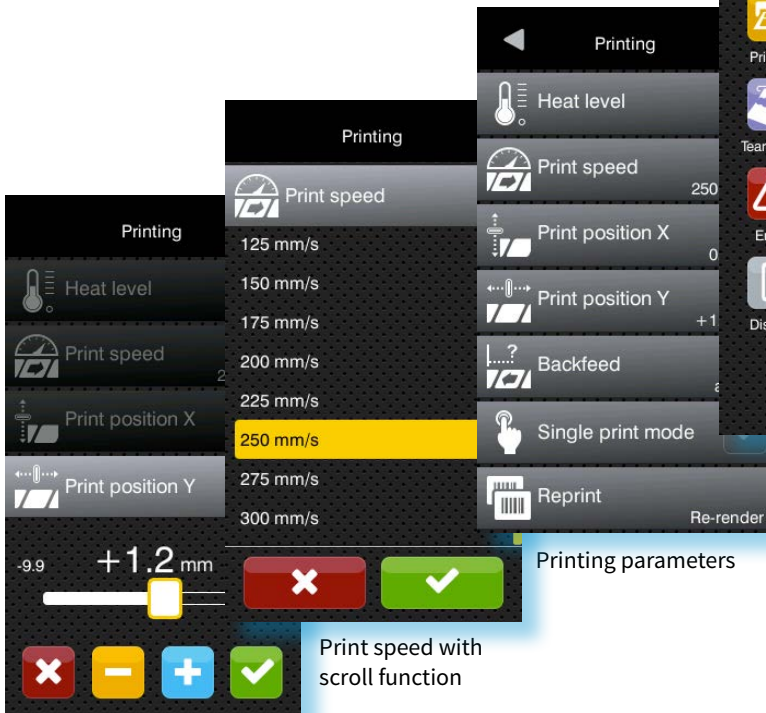 Printing
Heat level
Print speed
2
Print position X
Print position Y
-9.9
+1.2 mm
Printing
Print speed
125 mm/s
150 mm/s
175 mm/s
200 mm/s
225 mm/s
250 mm/s
275 mm/s
300 mm/s
Print speed with
scroll function
Printing
Heat level
Print speed
250
Print position X
0
Print position Y
+1
Backfeed
Single print mode
Reprint
Re-render
Printing parameters